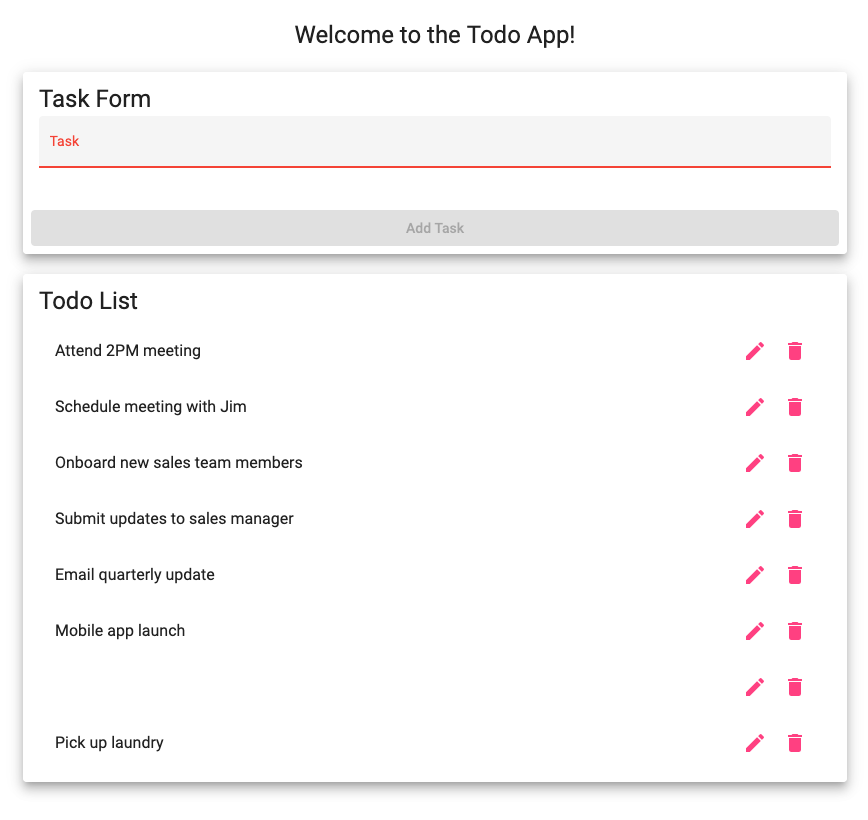 Welcome to the Todo App!
Task Form
Task
Add Task
Todo List
Attend 2PM meeting
Schedule meeting with Jim
Onboard new sales team members
Submit updates to sales manager
Email quarterly update
Mobile app launch
Pick up laundry